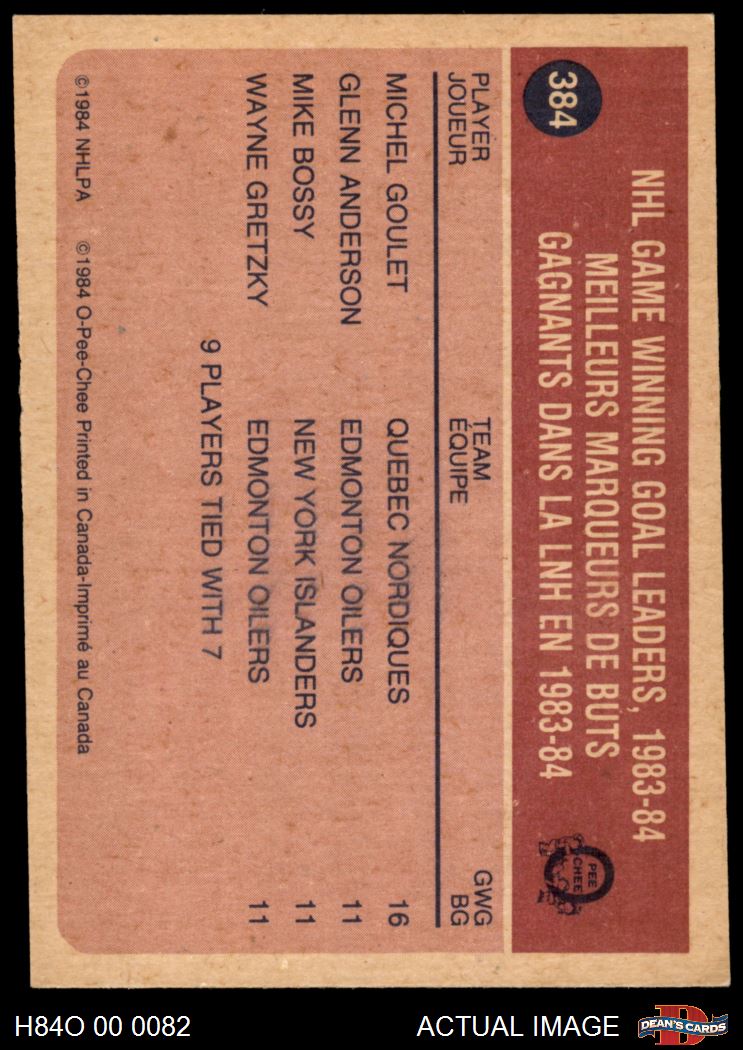 384
NHL GAME WINNING GOAL LEADERS, 1983-84
MEILLEURS MARQUEURS DE BUTS
GAGNANTS DANS LA LNH EN 1983-84
O
PEE
CHEE
PLAYER TEAM GWG
JOUEUR ÉQUIPE BG
MICHEL GOULET QUEBEC NORDIQUES 16
GLENN ANDERSON EDMONTON OILERS 11
MIKE BOSSY NEW YORK ISLANDERS 11
WAYNE GRETZKY EDMONTON OILERS 11
9 PLAYERS TIED WITH 7
©1984 NHLPA ©1984 O-Pee-Chee Printed in Canada-Imprimé au Canada
H84O 00 0082 ACTUAL IMAGE
D
DEAN'S CARDS